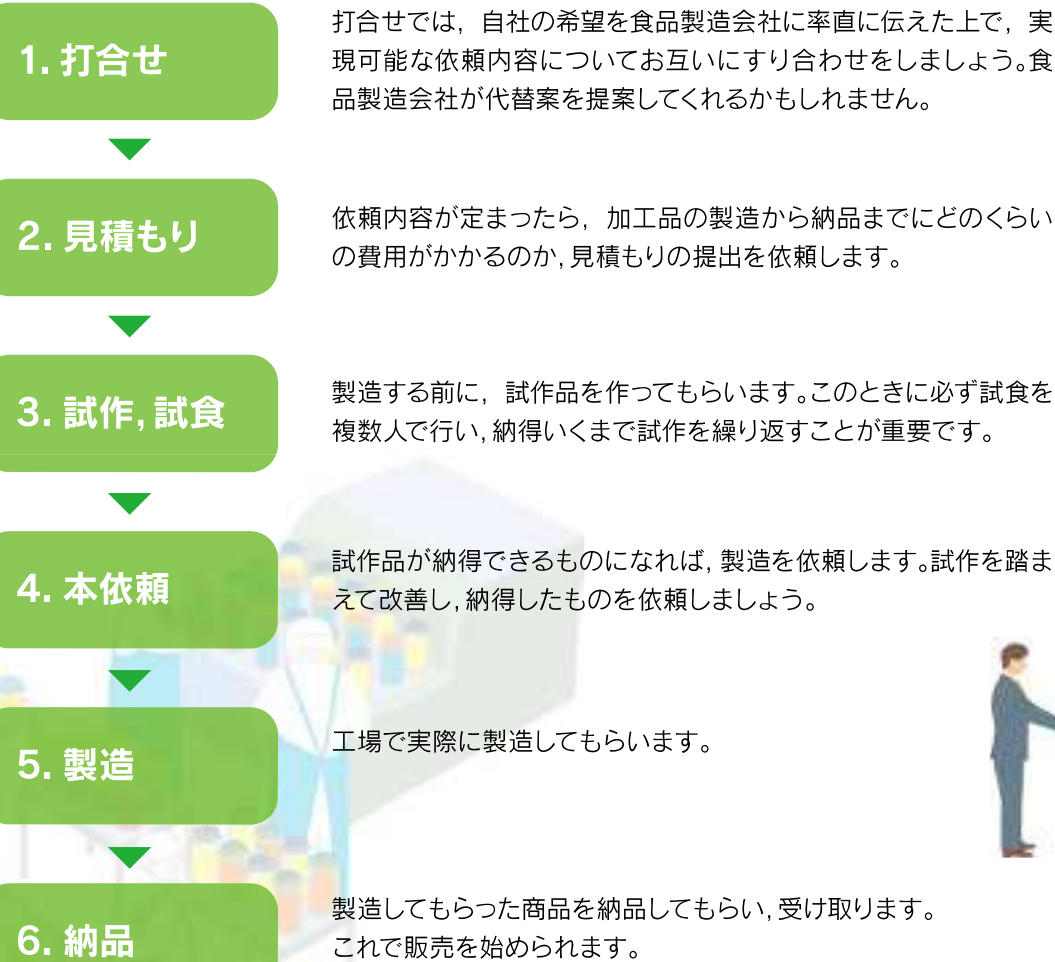 1. 打合せ
打合せでは，自社の希望を食品製造会社に率直に伝えた上で，実
現可能な依頼内容についてお互いにすり合わせをしましょう。食
品製造会社が代替案を提案してくれるかもしれません。
2. 見積もり
依頼内容が定まったら，加工品の製造から納品までにどのくらい
の費用がかかるのか，見積もりの提出を依頼します。
3. 試作，試食
製造する前に，試作品を作ってもらいます。このときに必ず試食を
複数人で行い，納得いくまで試作を繰り返すことが重要です。
4. 本依頼
試作品が納得できるものになれば，製造を依頼します。試作を踏ま
えて改善し，納得したものを依頼しましょう。
5. 製造
工場で実際に製造してもらいます。
6. 納品
製造してもらった商品を納品してもらい，受け取ります。
これで販売を始められます。